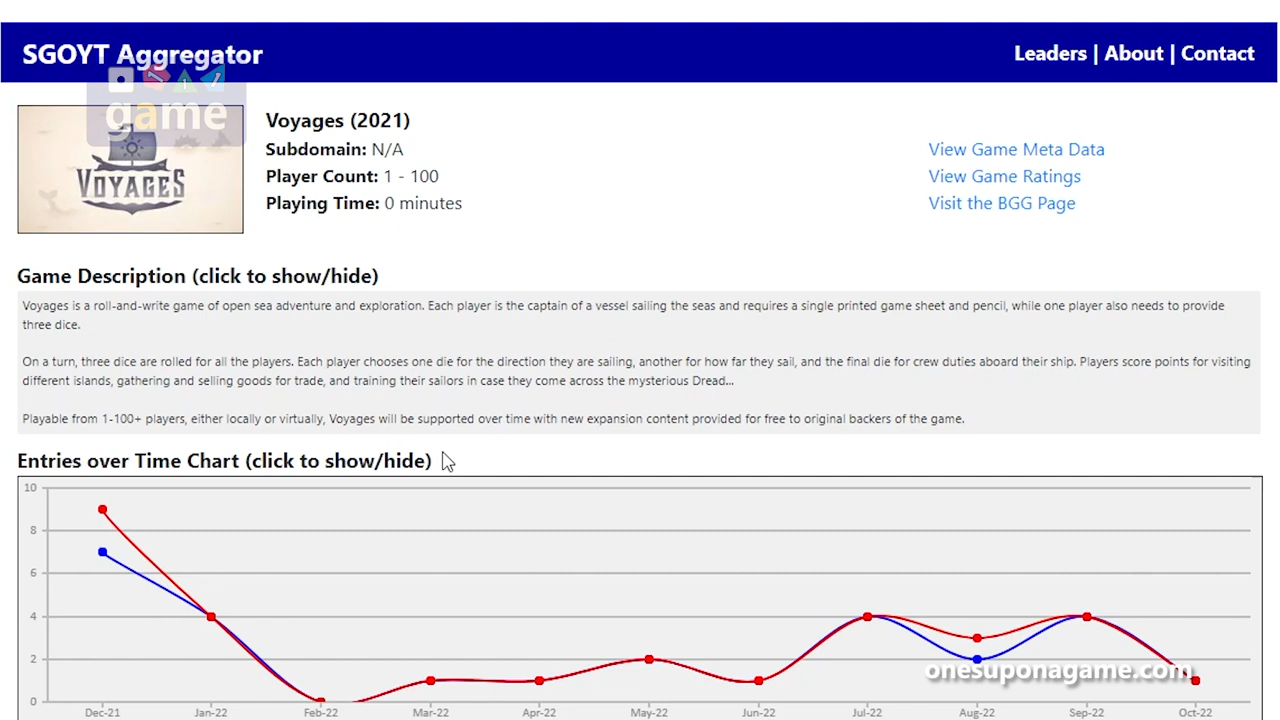 SGOYT Aggregator
Leaders | About | Contact
game
VOYAGES
Voyages (2021)
Subdomain: N/A
Player Count: 1 - 100
Playing Time: 0 minutes
View Game Meta Data
View Game Ratings
Visit the BGG Page
Game Description (click to show/hide)
Voyages is a roll-and-write game of open sea adventure and exploration. Each player is the captain of a vessel sailing the seas and requires a single printed game sheet and pencil, while one player also needs to provide
three dice.
On a turn, three dice are rolled for all the players. Each player chooses one die for the direction they are sailing, another for how far they sail, and the final die for crew duties aboard their ship. Players score points for visiting
different islands, gathering and selling goods for trade, and training their sailors in case they come across the mysterious Dread...
Playable from 1-100+ players, either locally or virtually, Voyages will be supported over time with new expansion content provided for free to original backers of the game.
Entries over Time Chart (click to show/hide)
10
8
6
4
2
0
Dec-21 Jan-22 Feb-22 Mar-22 Apr-22 May-22 Jun-22 Jul-22 Aug-22 Sep-22 Oct-22
onesuponagame.com